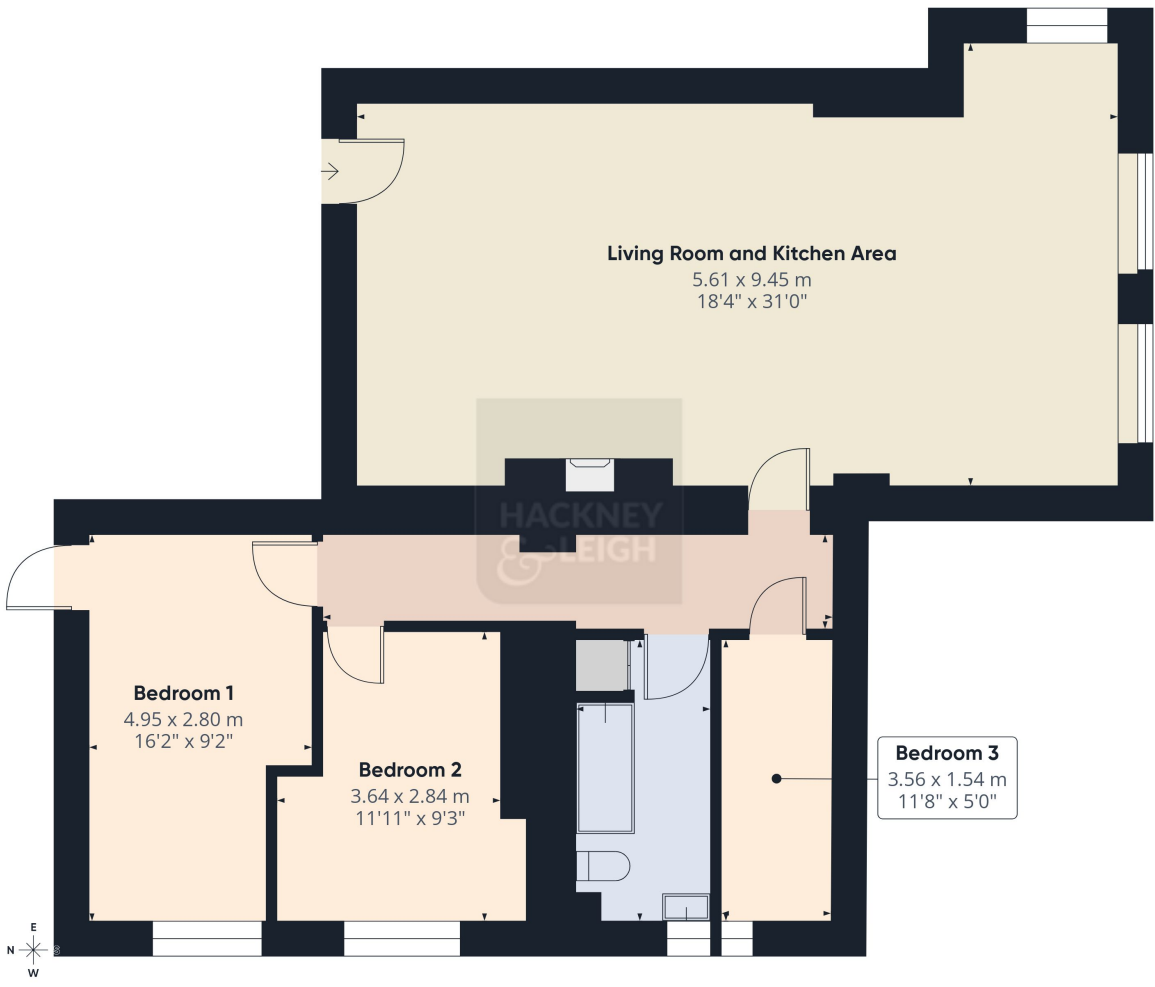 Living Room and Kitchen Area
5.61 x 9.45 m
18'4" x 31'0"
HACKNEY
& LEIGH
Bedroom 1
4.95 x 2.80 m
16'2" x 9'2"
Bedroom 2
3.64 x 2.84 m
11'11" x 9'3"
Bedroom 3
3.56 x 1.54 m
11'8" x 5'0"
E
N S
W